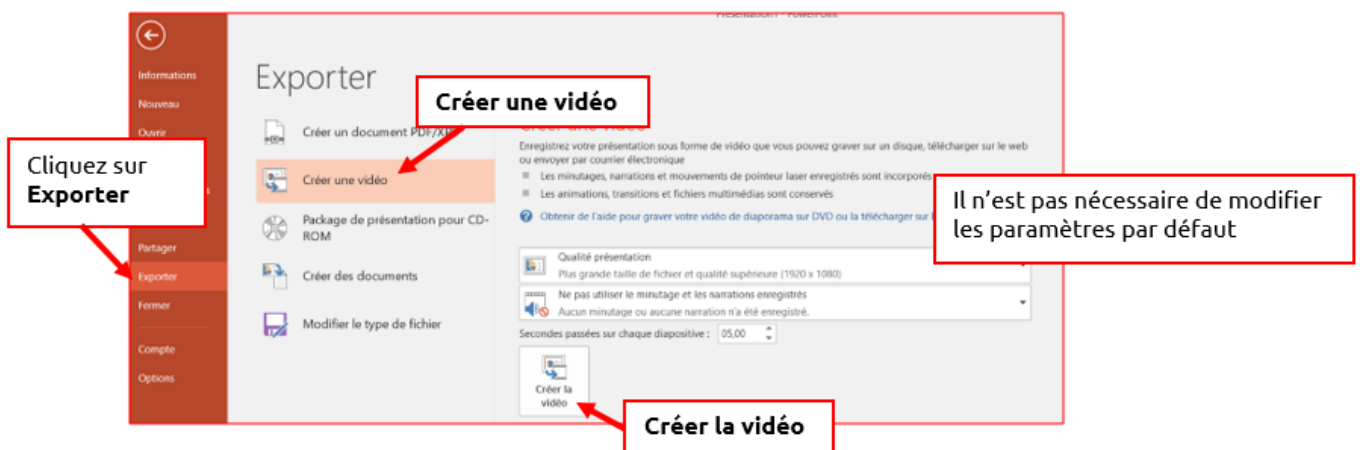 Présentation1 - PowerPoint
Informations
Nouveau
Ouvrir
Partager
Exporter
Fermer
Compte
Options
Cliquez sur
Exporter
Exporter
Créer un document PDF/XP
Créer une vidéo
Package de présentation pour CD-
ROM
Créer des documents
Modifier le type de fichier
Créer une vidéo
Créer une vidéo
Enregistrez votre présentation sous forme de vidéo que vous pouvez graver sur un disque, télécharger sur le web
ou envoyer par courrier électronique
Les minutages, narrations et mouvements de pointeur laser enregistrés sont incorporés
Les animations, transitions et fichiers multimédias sont conservés
Obtenir de l'aide pour graver votre vidéo de diaporama sur DVD ou la télécharger sur
Il n’est pas nécessaire de modifier
les paramètres par défaut
Qualité présentation
Plus grande taille de fichier et qualité supérieure (1920 x 1080)
Ne pas utiliser le minutage et les narrations enregistrés
Aucun minutage ou aucune narration n'a été enregistré.
Secondes passées sur chaque diapositive : 05,00
Créer la
vidéo
Créer la vidéo